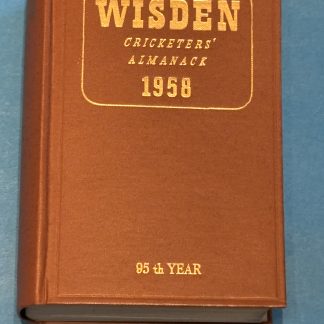 WISDEN
CRICKETERS'
ALMANACK
1958
95 th YEAR